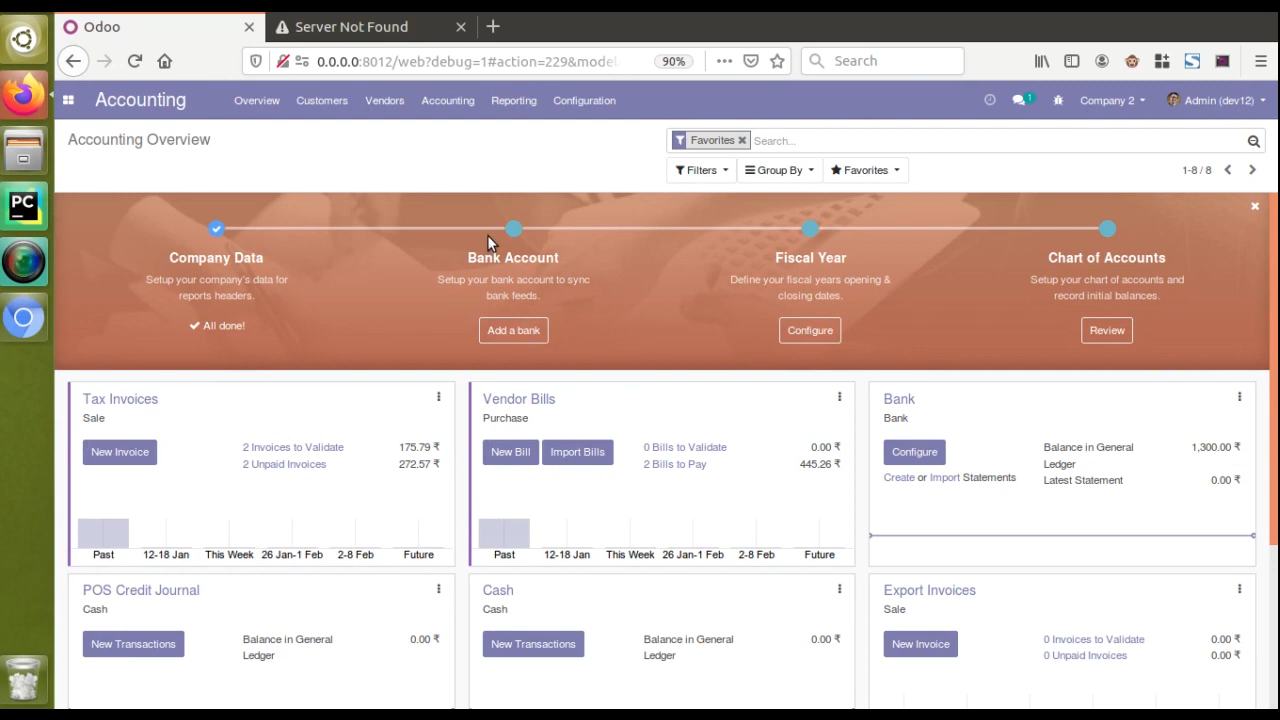 Odoo
Server Not Found
0.0.0.0:8012/web?debug=1#action=229&model
90%
Search
Accounting
Overview
Customers
Vendors
Accounting
Reporting
Configuration
1
Company 2
Admin (dev12)
Accounting Overview
Favorites
Search...
Filters
Group By
Favorites
1-8 / 8
Company Data
Setup your company's data for
reports headers.
All done!
Bank Account
Setup your bank account to sync
bank feeds.
Add a bank
Fiscal Year
Define your fiscal years opening &
closing dates.
Configure
Chart of Accounts
Setup your chart of accounts and
record initial balances.
Review
Tax Invoices
Sale
New Invoice
2 Invoices to Validate 175.79 ₹
2 Unpaid Invoices 272.57 ₹
Past 12-18 Jan This Week 26 Jan-1 Feb 2-8 Feb Future
Vendor Bills
Purchase
New Bill
Import Bills
0 Bills to Validate 0.00 ₹
2 Bills to Pay 445.26 ₹
Past 12-18 Jan This Week 26 Jan-1 Feb 2-8 Feb Future
Bank
Bank
Configure
Create or Import Statements
Balance in General 1,300.00 ₹
Ledger
Latest Statement 0.00 ₹
POS Credit Journal
Cash
New Transactions
Balance in General 0.00 ₹
Ledger
Cash
Cash
New Transactions
Balance in General 0.00 ₹
Ledger
Export Invoices
Sale
New Invoice
0 Invoices to Validate 0.00 ₹
0 Unpaid Invoices 0.00 ₹
PC